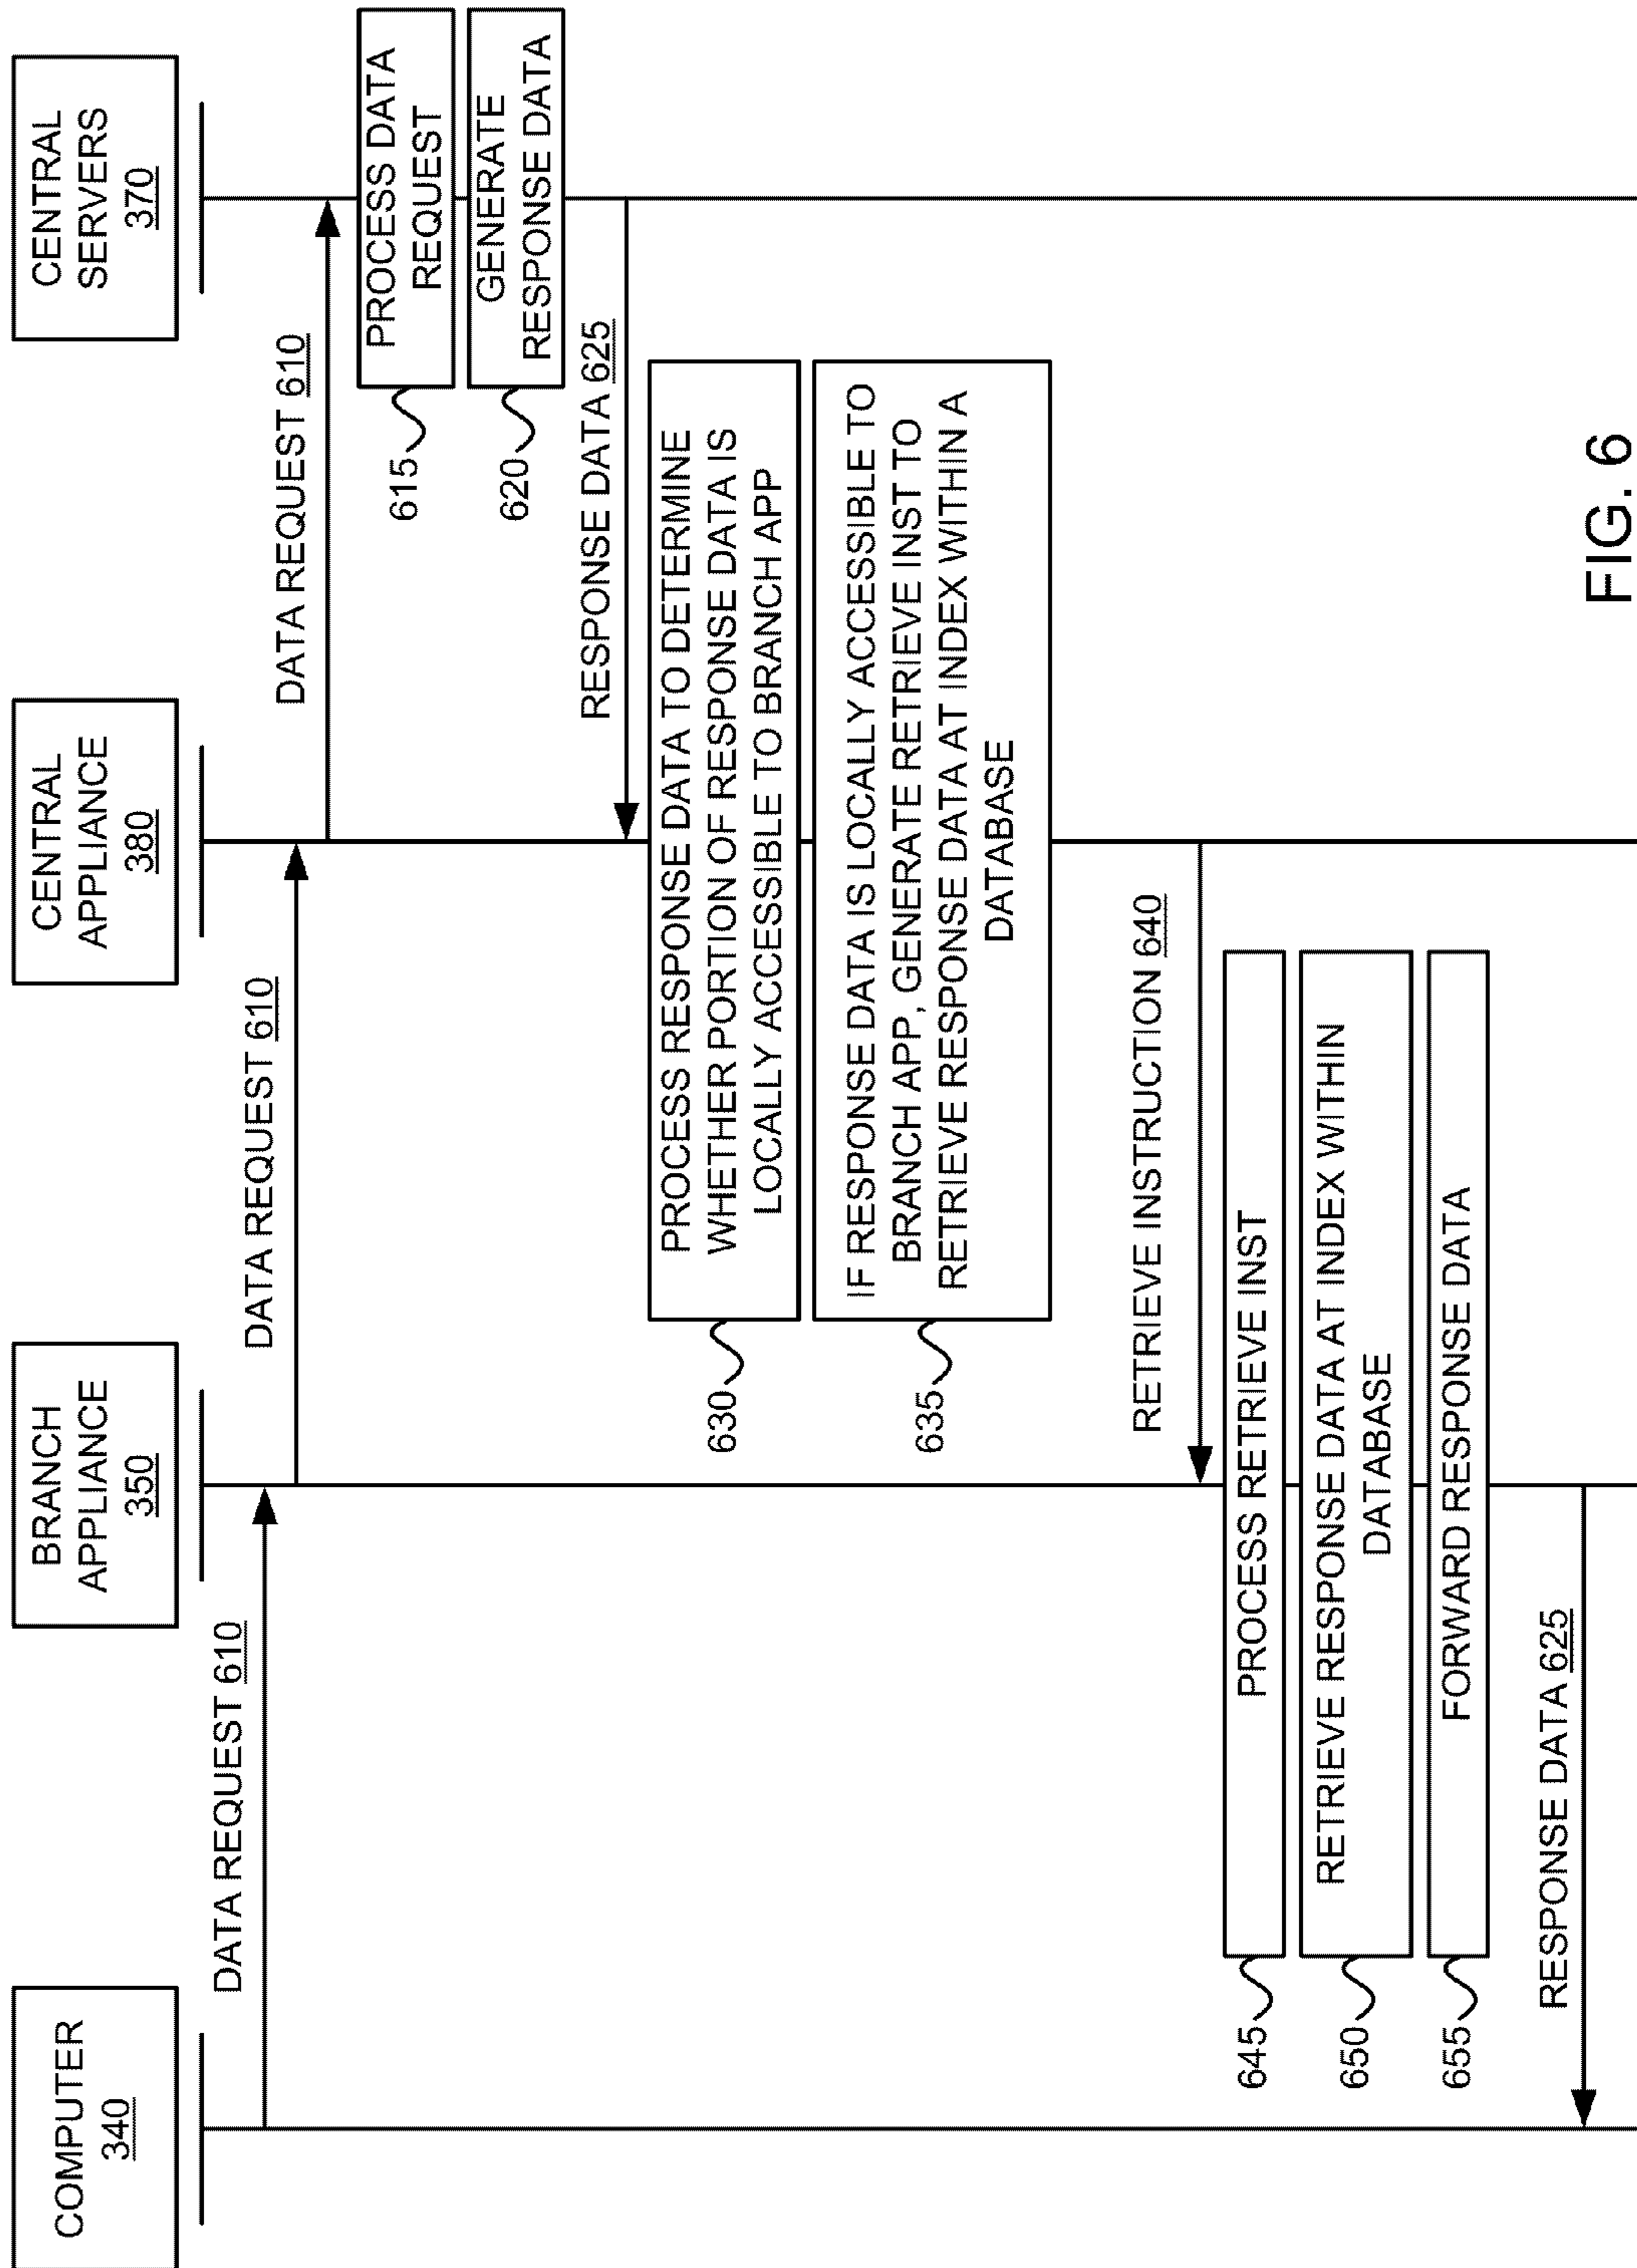 COMPUTER
340
BRANCH
APPLIANCE
350
CENTRAL
APPLIANCE
380
CENTRAL
SERVERS
370
DATA REQUEST 610
DATA REQUEST 610
DATA REQUEST 610
615
PROCESS DATA
REQUEST
620
GENERATE
RESPONSE DATA
RESPONSE DATA 625
630
PROCESS RESPONSE DATA TO DETERMINE
WHETHER PORTION OF RESPONSE DATA IS
LOCALLY ACCESSIBLE TO BRANCH APP
635
IF RESPONSE DATA IS LOCALLY ACCESSIBLE TO
BRANCH APP, GENERATE RETRIEVE INST TO
RETRIEVE RESPONSE DATA AT INDEX WITHIN A
DATABASE
RETRIEVE INSTRUCTION 640
645
PROCESS RETRIEVE INST
650
RETRIEVE RESPONSE DATA AT INDEX WITHIN
DATABASE
655
FORWARD RESPONSE DATA
RESPONSE DATA 625
FIG. 6